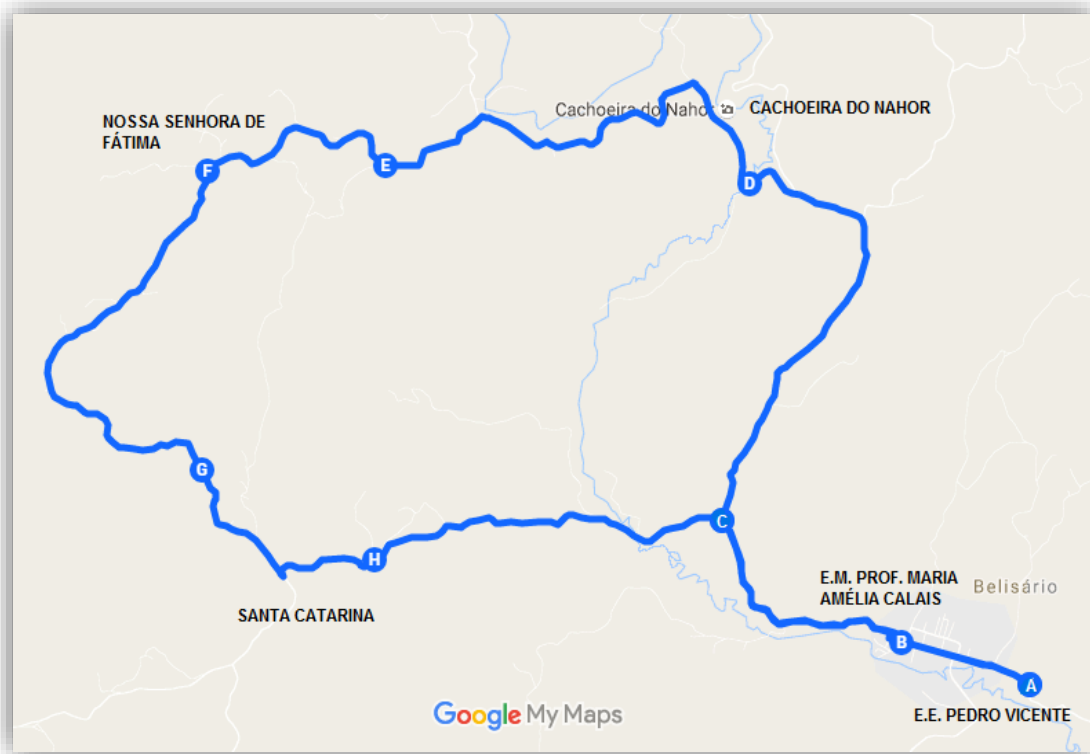 Cachoeira do Nahor
CACHOEIRA DO NAHOR
NOSSA SENHORA DE
FÁTIMA
F
E
D
G
C
H
E.M. PROF. MARIA
AMÉLIA CALAIS
Belisário
SANTA CATARINA
B
A
E.E. PEDRO VICENTE
Google My Maps